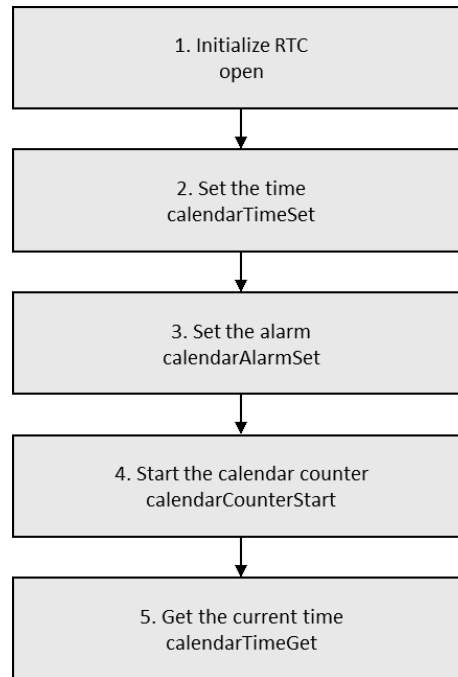 1. Initialize RTC
open
2. Set the time
calendarTimeSet
3. Set the alarm
calendarAlarmSet
4. Start the calendar counter
calendarCounterStart
5. Get the current time
calendarTimeGet